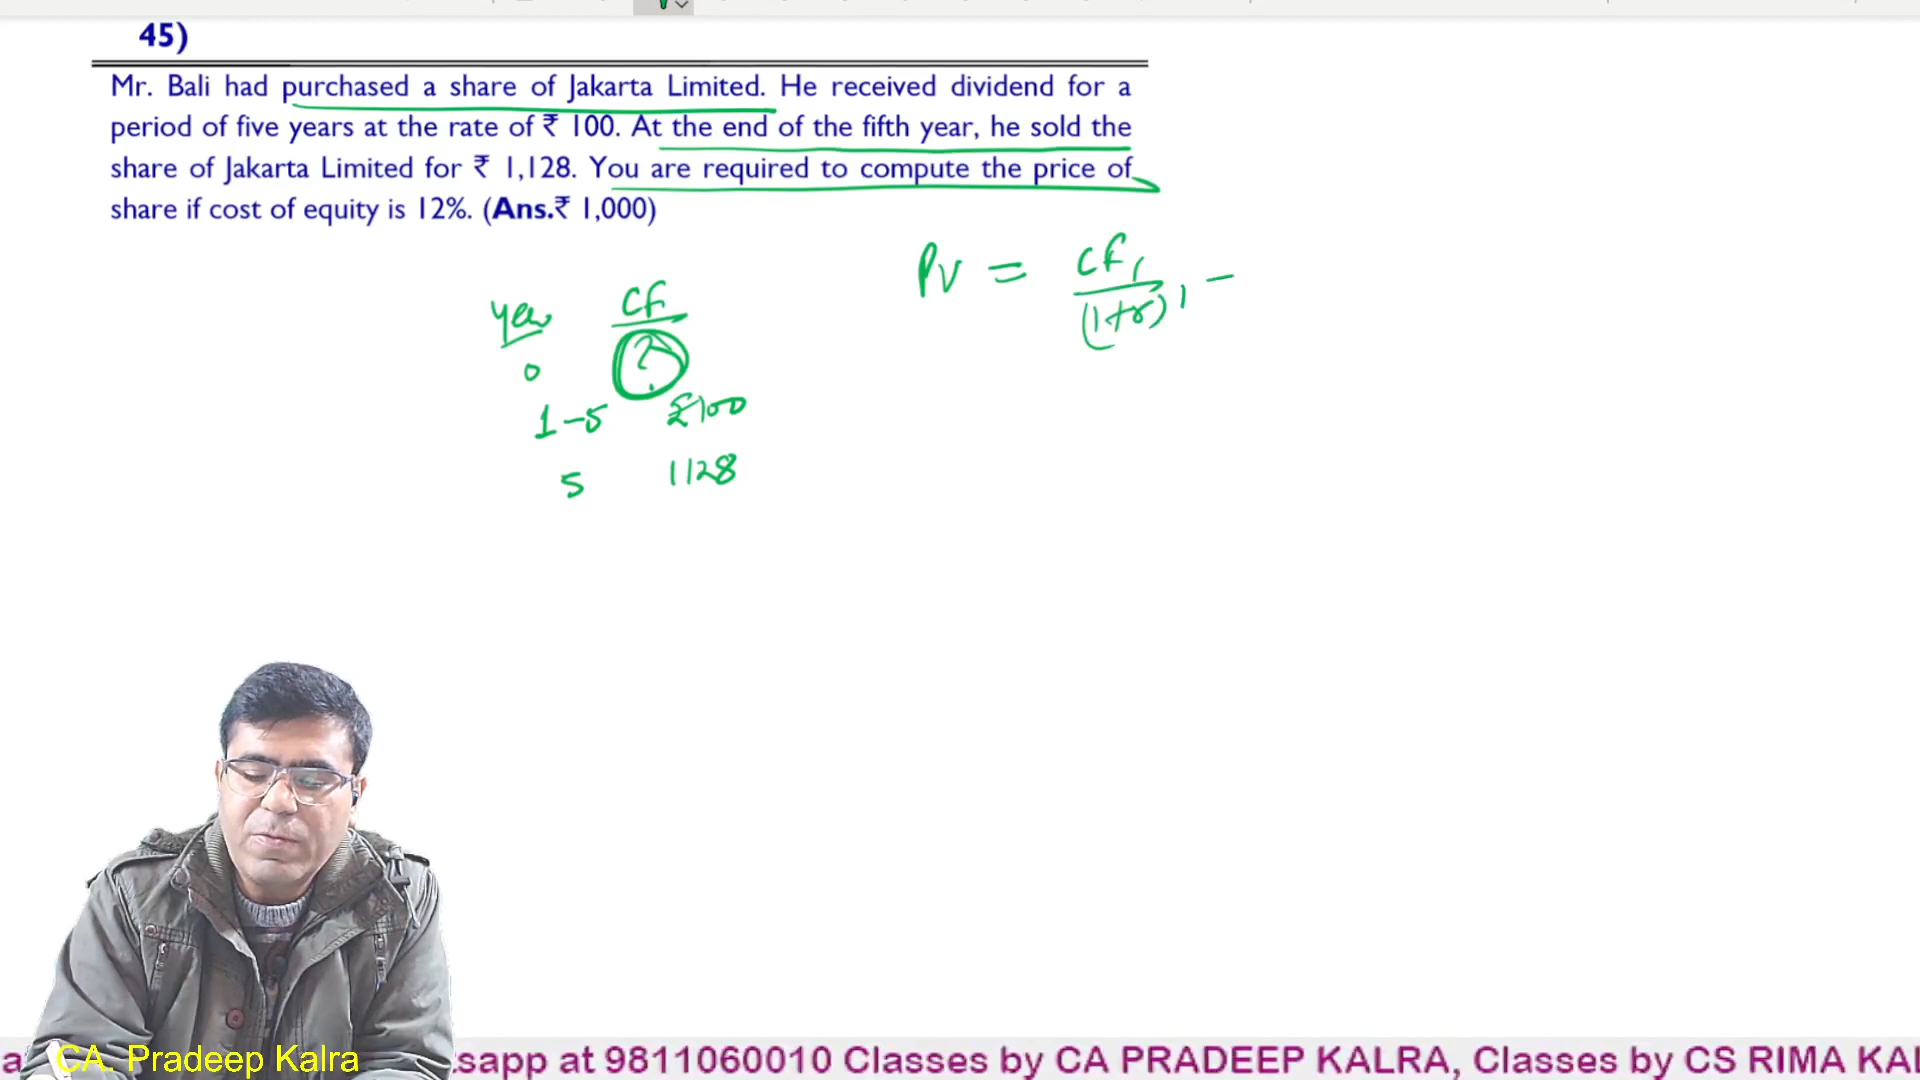 45)
Mr. Bali had purchased a share of Jakarta Limited. He received dividend for a
period of five years at the rate of ₹ 100. At the end of the fifth year, he sold the
share of Jakarta Limited for ₹ 1,128. You are required to compute the price of
share if cost of equity is 12%. (Ans.₹ 1,000)
PV = CF1 / (1+r)1 -
Year CF
0 ?
1-5 ₹100
5 1128
CA. Pradeep Kalra
sapp at 9811060010 Classes by CA PRADEEP KALRA, Classes by CS RIMA KAL